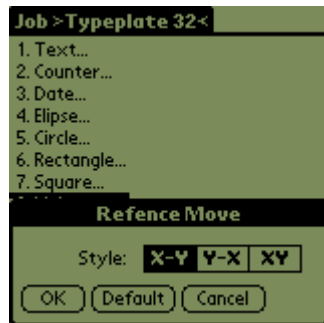 Job >Typeplate 32<
1. Text...
2. Counter...
3. Date...
4. Elipse...
5. Circle...
6. Rectangle...
7. Square...
Refence Move
Style: X-Y Y-X XY
OK Default Cancel